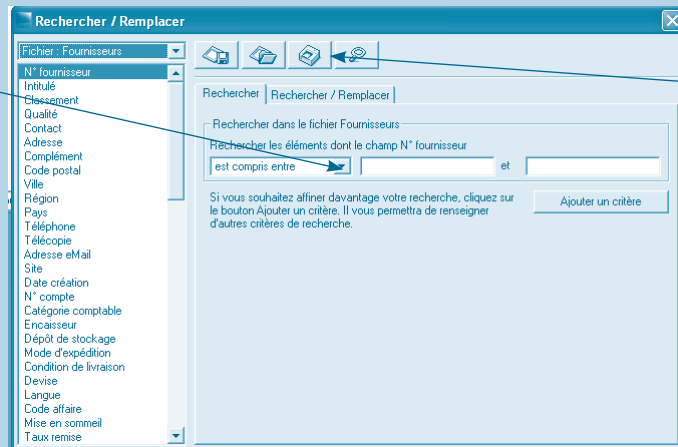 Rechercher / Remplacer
Fichier : Fournisseurs
N° fournisseur
Intitulé
Classement
Qualité
Contact
Adresse
Complément
Code postal
Ville
Région
Pays
Téléphone
Télécopie
Adresse eMail
Site
Date création
N° compte
Catégorie comptable
Encaisseur
Dépôt de stockage
Mode d'expédition
Condition de livraison
Devise
Langue
Code affaire
Mise en sommeil
Taux remise
Rechercher
Rechercher / Remplacer
Rechercher dans le fichier Fournisseurs
Rechercher les éléments dont le champ N° fournisseur
est compris entre
et
Si vous souhaitez affiner davantage votre recherche, cliquez sur
le bouton Ajouter un critère. Il vous permettra de renseigner
d'autres critères de recherche.
Ajouter un critère